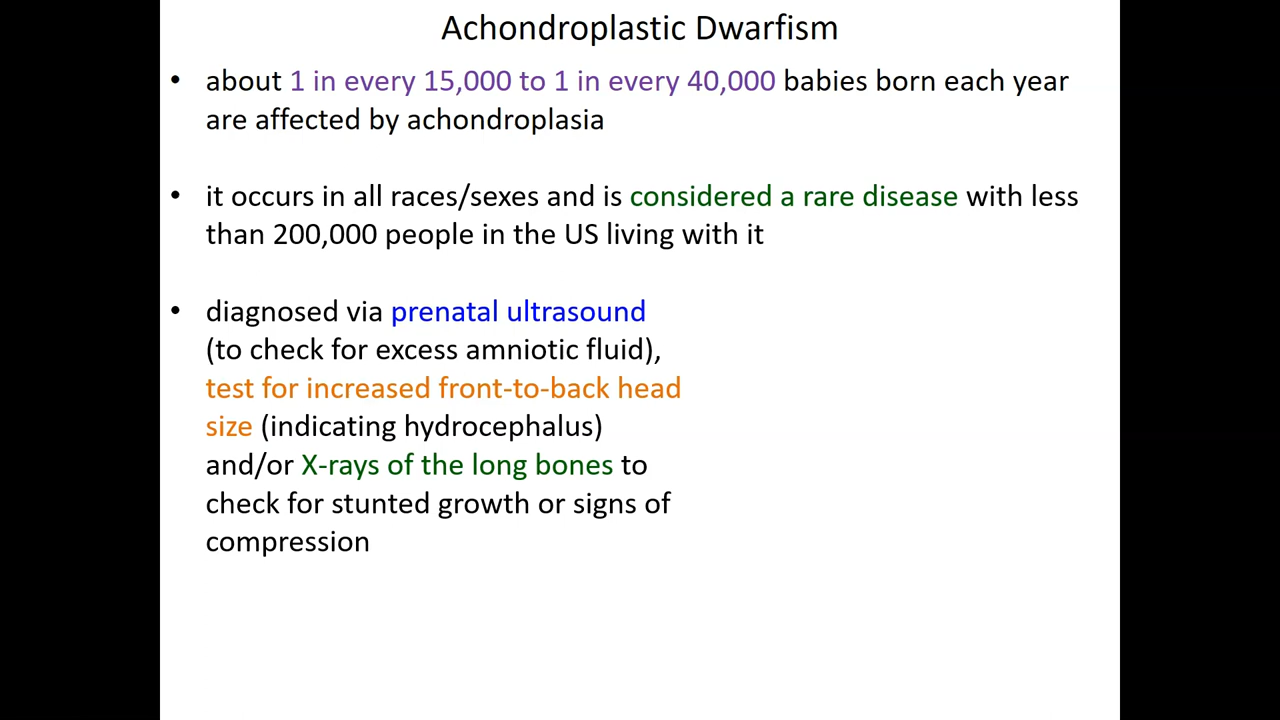 Achondroplastic Dwarfism
• about 1 in every 15,000 to 1 in every 40,000 babies born each year
are affected by achondroplasia
• it occurs in all races/sexes and is considered a rare disease with less
than 200,000 people in the US living with it
• diagnosed via prenatal ultrasound
(to check for excess amniotic fluid),
test for increased front-to-back head
size (indicating hydrocephalus)
and/or X-rays of the long bones to
check for stunted growth or signs of
compression